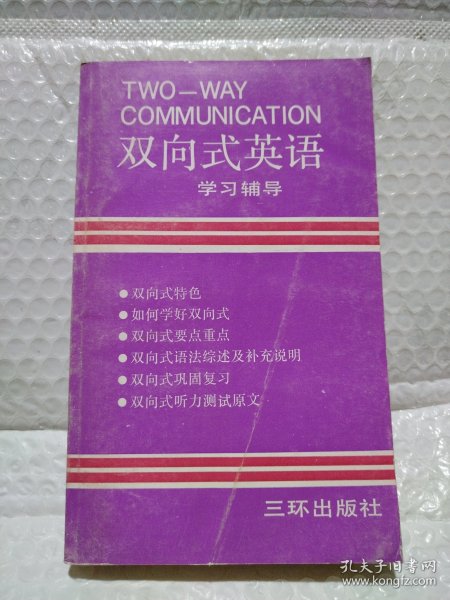 TWO—WAY
COMMUNICATION
双向式英语
学习辅导
●双向式特色
●如何学好双向式
●双向式要点重点
●双向式语法综述及补充说明
●双向式巩固复习
●双向式听力测试原文
三环出版社
孔夫子旧书网
www.kongfz.com